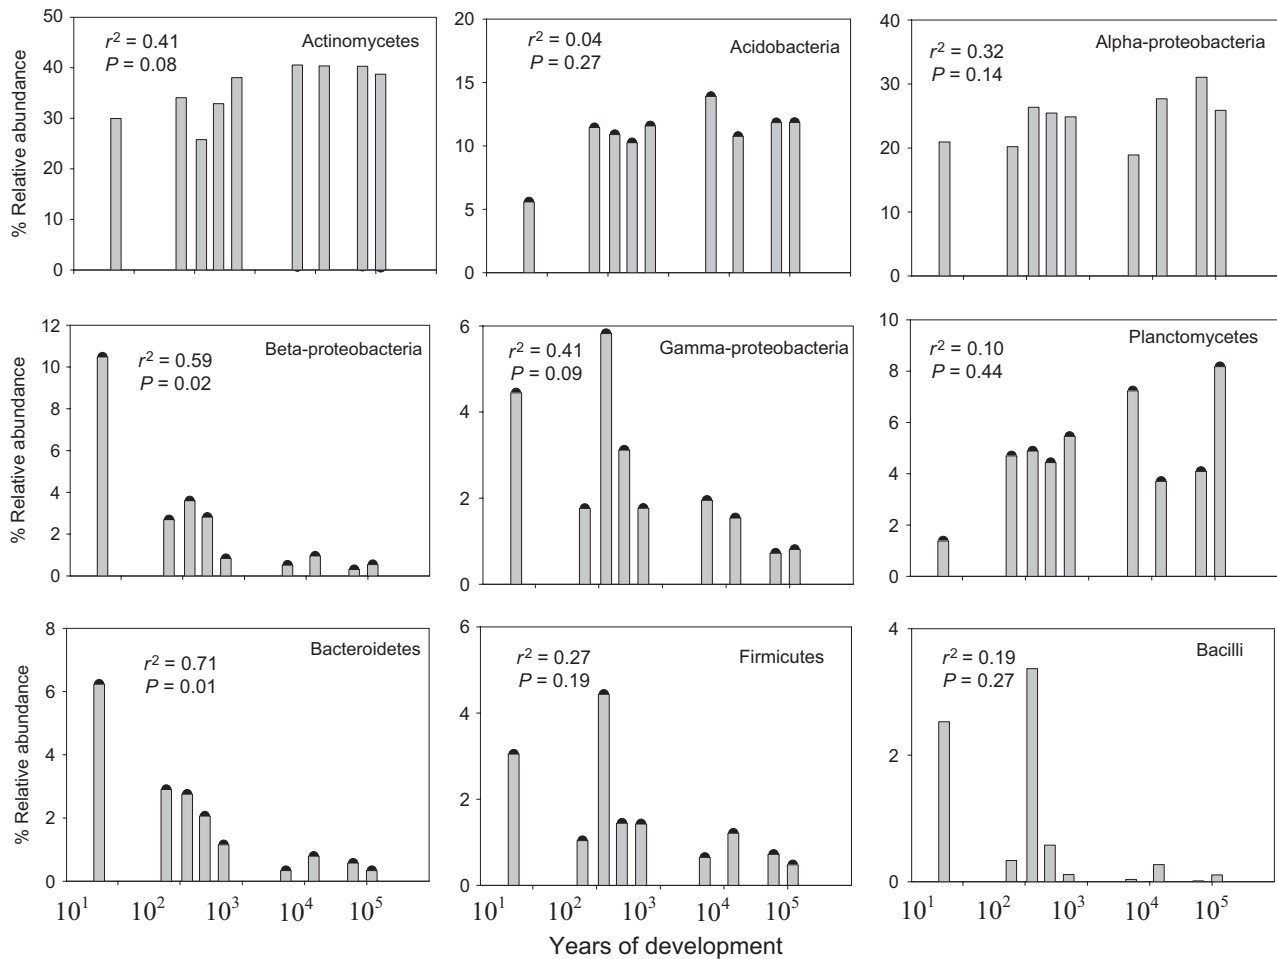 Actinomycetes
r² = 0.41
P = 0.08
% Relative abundance
50
40
30
20
10
0
Acidobacteria
r² = 0.04
P = 0.27
20
15
10
5
0
Alpha-proteobacteria
r² = 0.32
P = 0.14
40
30
20
10
0
Beta-proteobacteria
r² = 0.59
P = 0.02
% Relative abundance
12
10
8
6
4
2
0
Gamma-proteobacteria
r² = 0.41
P = 0.09
6
4
2
0
Planctomycetes
r² = 0.10
P = 0.44
10
8
6
4
2
0
Bacteroidetes
r² = 0.71
P = 0.01
% Relative abundance
8
6
4
2
0
10¹ 10² 10³ 10⁴ 10⁵
Firmicutes
r² = 0.27
P = 0.19
6
4
2
0
10¹ 10² 10³ 10⁴ 10⁵
Bacilli
r² = 0.19
P = 0.27
4
2
0
10¹ 10² 10³ 10⁴ 10⁵
Years of development